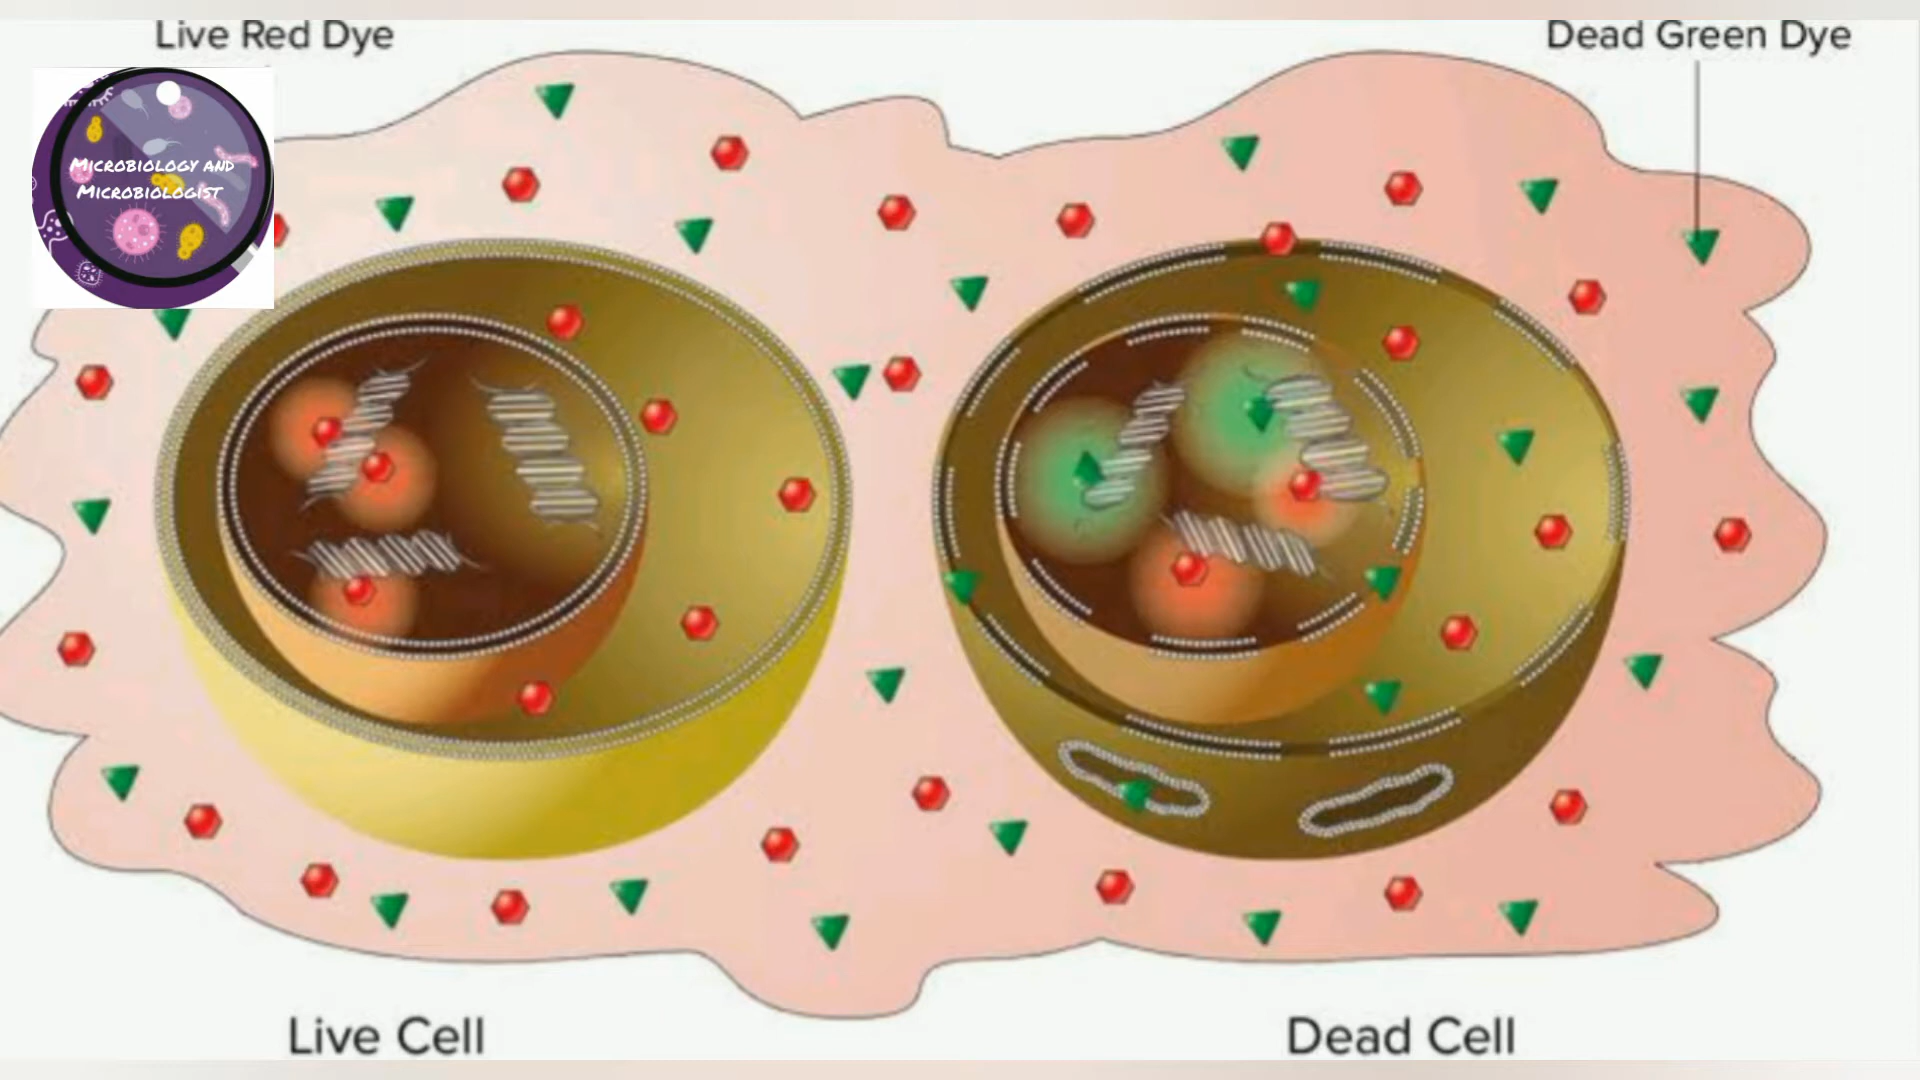 Live Red Dye
Dead Green Dye
Microbiology and
Microbiologist
Live Cell
Dead Cell